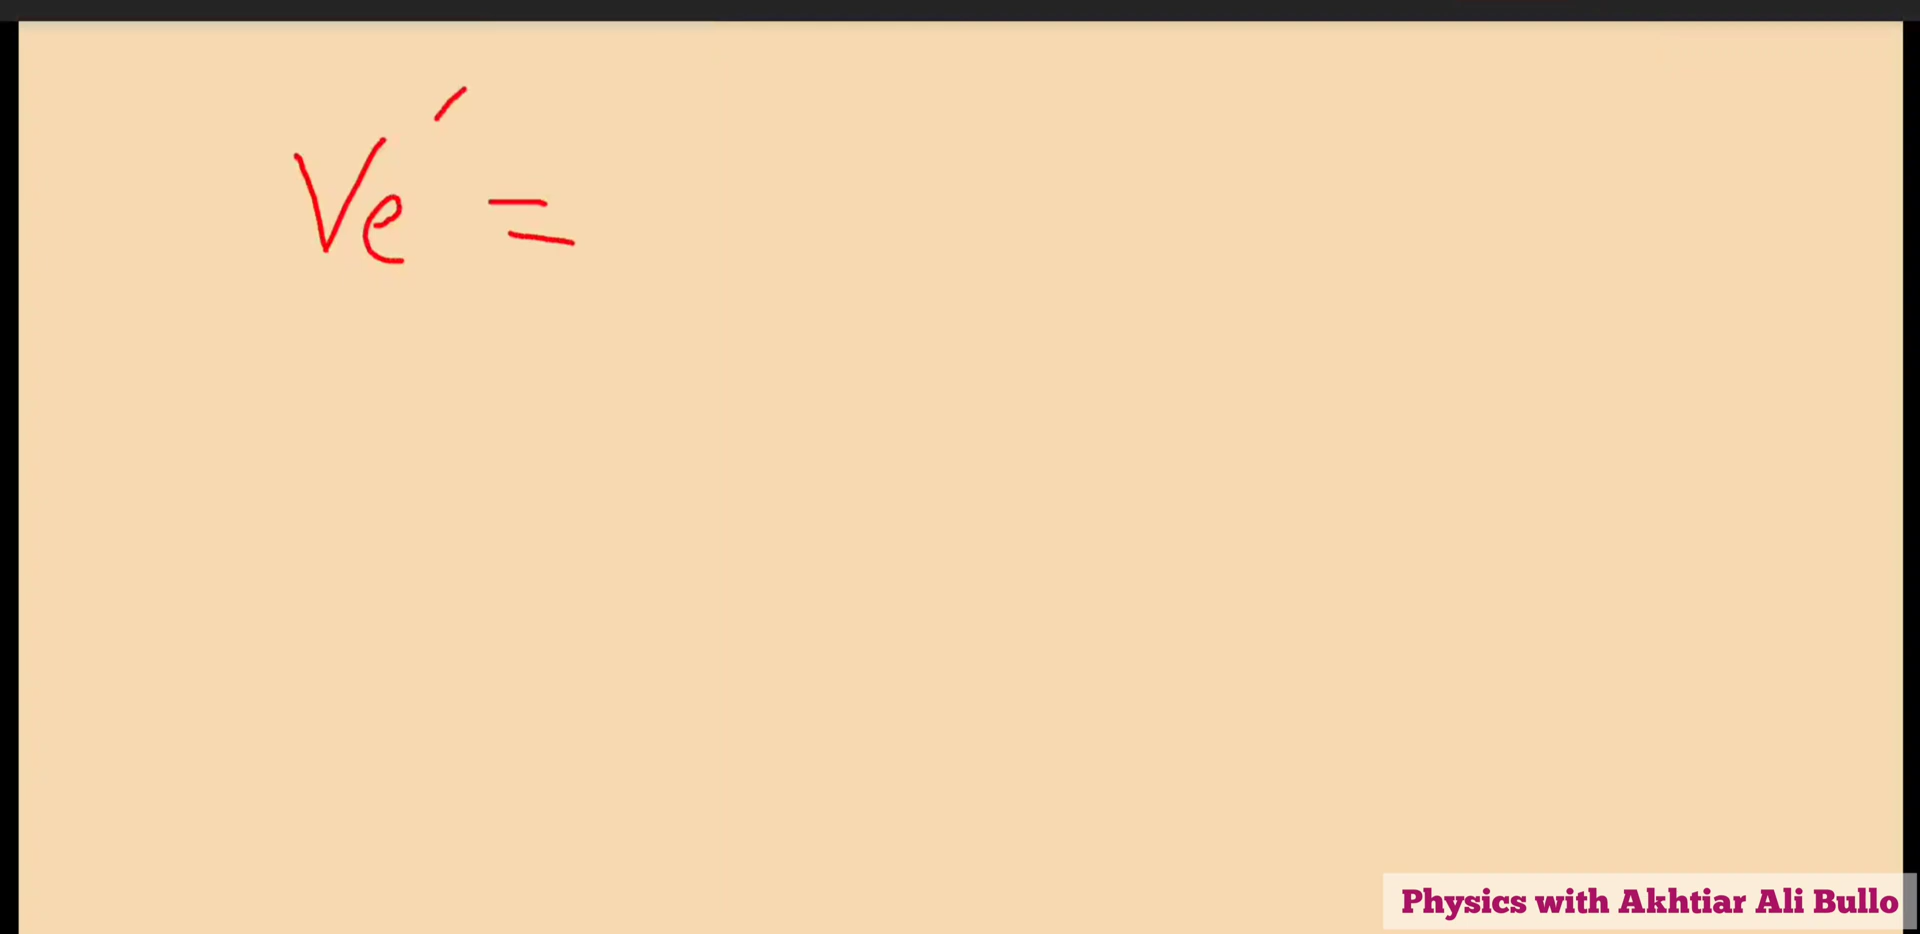 Ve′ =
Physics with Akhtiar Ali Bullo